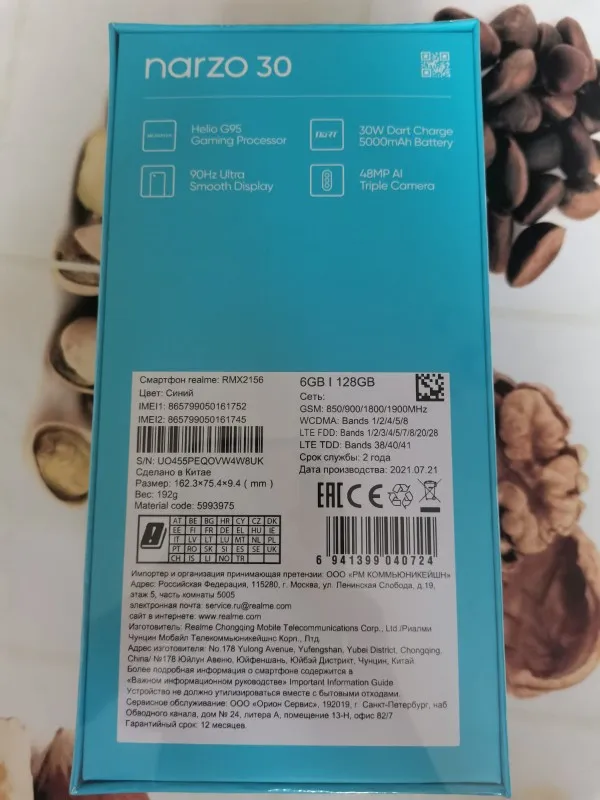 narzo 30
Helio G95
Gaming Processor
30W Dart Charge
5000mAh Battery
90Hz Ultra
Smooth Display
48MP AI
Triple Camera
Смартфон realme: RMX2156
Цвет: Синий
IMEI1: 865799050161752
IMEI2: 865799050161745
S/N: UO455PEQOVW4W8UK
Сделано в Китае
Размер: 162.3×75.4×9.4 ( mm )
Вес: 192g
Material code: 5993975
6GB | 128GB
Сеть:
GSM: 850/900/1800/1900MHz
WCDMA: Bands 1/2/4/5/8
LTE FDD: Bands 1/2/3/4/5/7/8/20/28
LTE TDD: Bands 38/40/41
Срок службы: 2 года
Дата производства: 2021.07.21
EAC CE
AT BE BG HR CY CZ DK
EE FI FR DE EL HU IE
IT LV LT LU MT NL PL
PT RO SK SI ES SE UK
CH IS LI NO TR
6 941399 040724
Импортер и организация принимающая претензии: ООО «РМ КОММЬЮНИКЕЙШН»
Адрес: Российская Федерация, 115280, г. Москва, ул. Ленинская Слобода, д.19,
этаж 5, часть комнаты 5005
электронная почта: service.ru@realme.com
сайт в интернете: www.realme.com
Изготовитель: Realme Chongqing Mobile Telecommunications Corp., Ltd./Риалми
Чунцин Мобайл Телекоммуникейшнс Корп., Лтд.
Адрес изготовителя: No.178 Yulong Avenue, Yufengshan, Yubei District, Chongqing,
China/ №178 Юйлун Авеню, Юйфеншань, Юйбэй Дистрикт, Чунцин, Китай
Более подробная информация о смартфоне содержится в
«Важном информационном руководстве» Important Information Guide
Устройство не должно утилизироваться вместе с бытовыми отходами.
Сервисное обслуживание: ООО «Орион Сервис», 192019, г. Санкт-Петербург, наб
Обводного канала, дом № 24, литера А, помещение 13-Н, офис 82/7
Гарантийный срок: 12 месяцев.